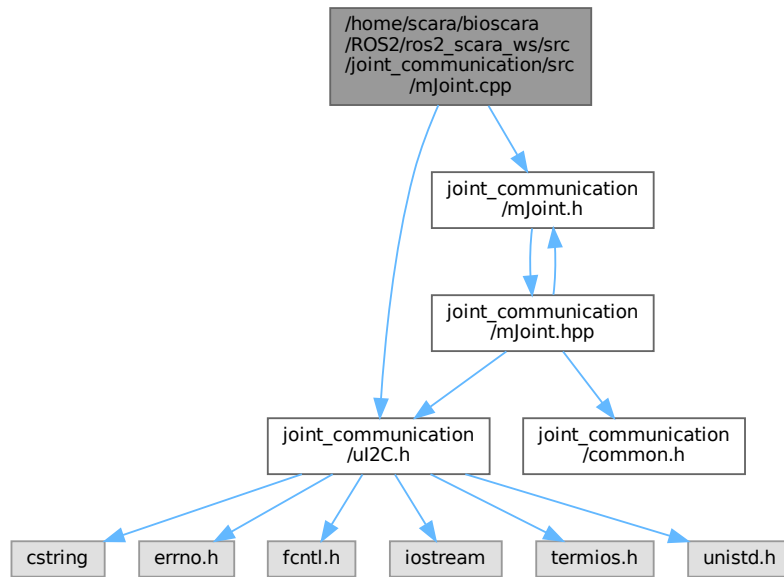 /home/scara/bioscara
/ROS2/ros2_scara_ws/src
/joint_communication/src
/mJoint.cpp
joint_communication
/mJoint.h
joint_communication
/mJoint.hpp
joint_communication
/uI2C.h
joint_communication
/common.h
cstring
errno.h
fcntl.h
iostream
termios.h
unistd.h